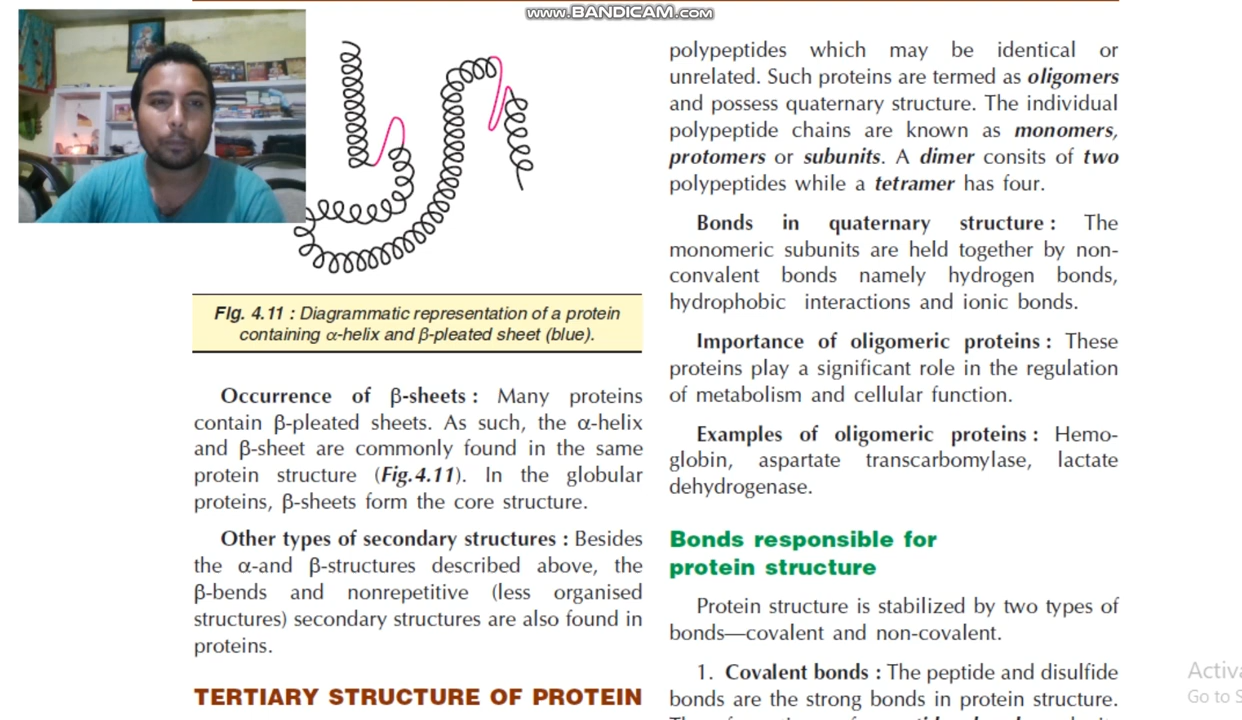 www.BANDICAM.com
Fig. 4.11 : Diagrammatic representation of a protein
containing α-helix and β-pleated sheet (blue).
Occurrence of β-sheets : Many proteins
contain β-pleated sheets. As such, the α-helix
and β-sheet are commonly found in the same
protein structure (Fig.4.11). In the globular
proteins, β-sheets form the core structure.
Other types of secondary structures : Besides
the α-and β-structures described above, the
β-bends and nonrepetitive (less organised
structures) secondary structures are also found in
proteins.
TERTIARY STRUCTURE OF PROTEIN
polypeptides which may be identical or
unrelated. Such proteins are termed as oligomers
and possess quaternary structure. The individual
polypeptide chains are known as monomers,
protomers or subunits. A dimer consits of two
polypeptides while a tetramer has four.
Bonds in quaternary structure : The
monomeric subunits are held together by non-
convalent bonds namely hydrogen bonds,
hydrophobic interactions and ionic bonds.
Importance of oligomeric proteins : These
proteins play a significant role in the regulation
of metabolism and cellular function.
Examples of oligomeric proteins : Hemo-
globin, aspartate transcarbomylase, lactate
dehydrogenase.
Bonds responsible for
protein structure
Protein structure is stabilized by two types of
bonds—covalent and non-covalent.
1. Covalent bonds : The peptide and disulfide
bonds are the strong bonds in protein structure.
Go to S